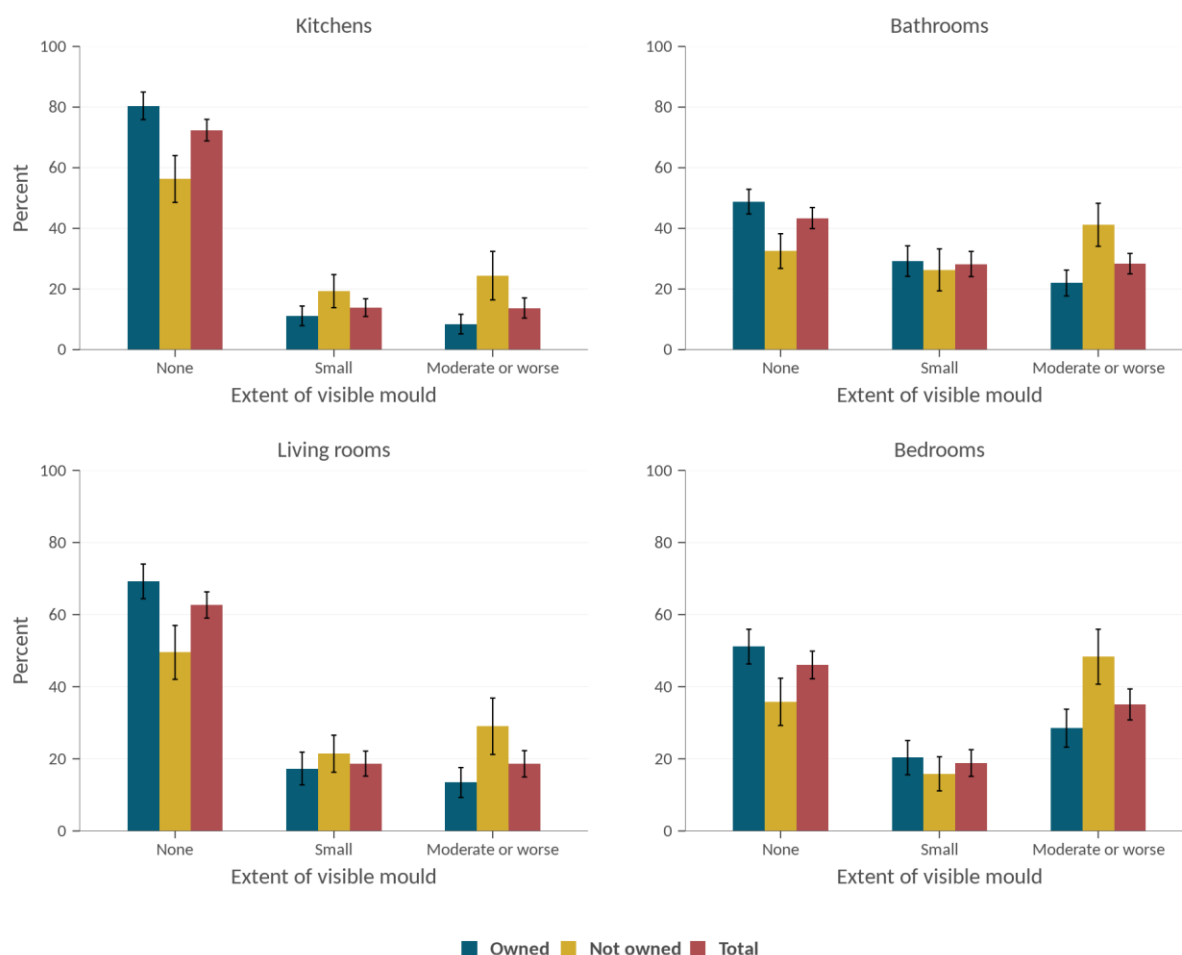 Kitchens
100
80
60
40
20
0
Percent
None Small Moderate or worse
Extent of visible mould
Bathrooms
100
80
60
40
20
0
None Small Moderate or worse
Extent of visible mould
Living rooms
100
80
60
40
20
0
Percent
None Small Moderate or worse
Extent of visible mould
Bedrooms
100
80
60
40
20
0
None Small Moderate or worse
Extent of visible mould
Owned Not owned Total